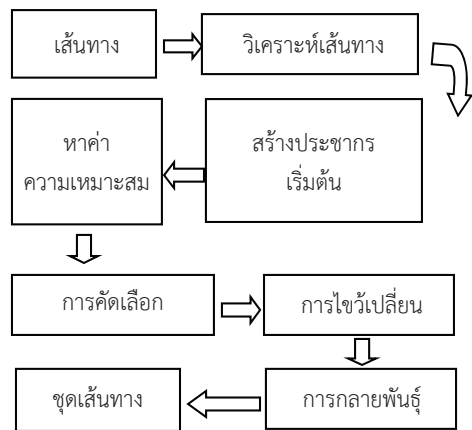 เส้นทาง
วิเคราะห์เส้นทาง
หาค่า
ความเหมาะสม
สร้างประชากร
เริ่มต้น
การคัดเลือก
การไขว้เปลี่ยน
ชุดเส้นทาง
การกลายพันธุ์